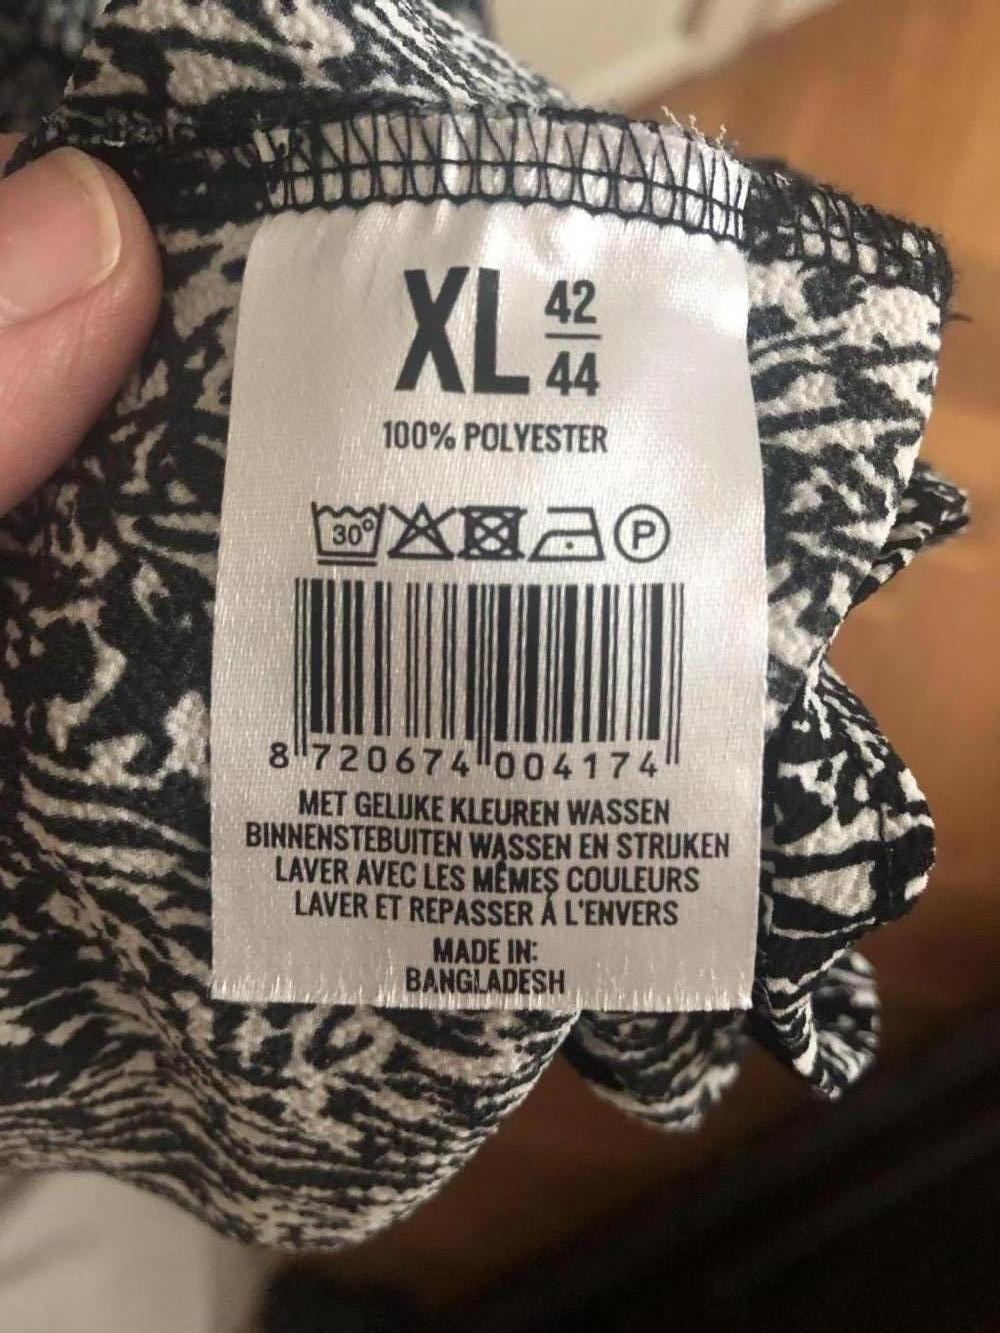 XL 42
44
100% POLYESTER
30° P
8 720674 004174
MET GELIJKE KLEUREN WASSEN
BINNENSTEBUITEN WASSEN EN STRIJKEN
LAVER AVEC LES MÊMES COULEURS
LAVER ET REPASSER Á L'ENVERS
MADE IN:
BANGLADESH